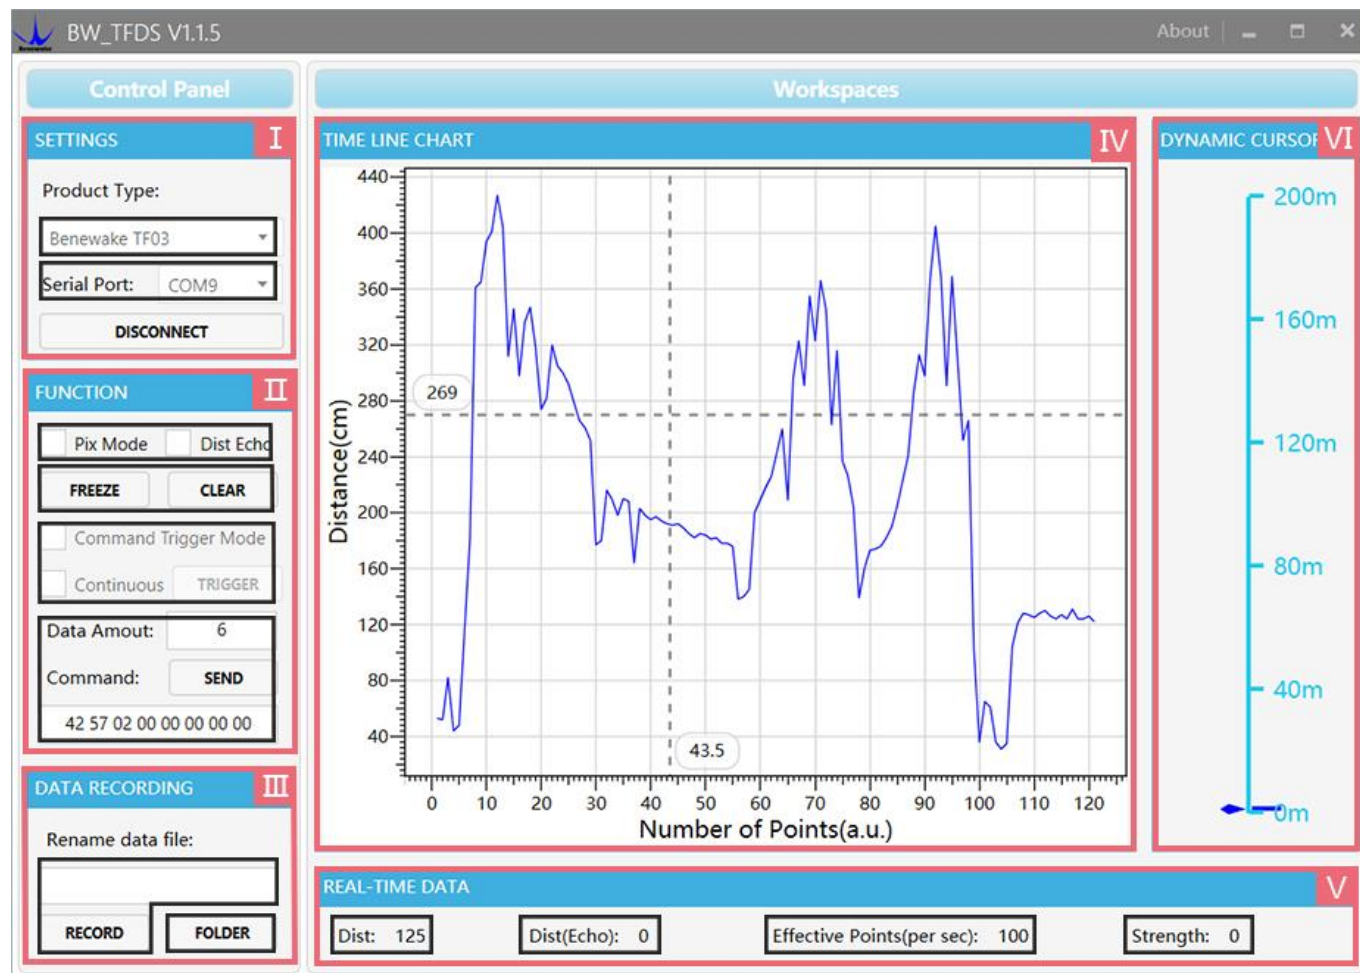 BW_TFDS V1.1.5
About
Benewake
Control Panel
Workspaces
SETTINGS I
Product Type:
Benewake TF03
Serial Port: COM9
DISCONNECT
FUNCTION II
Pix Mode Dist Echo
FREEZE CLEAR
Command Trigger Mode
Continuous TRIGGER
Data Amout: 6
Command: SEND
42 57 02 00 00 00 00 00
DATA RECORDING III
Rename data file:
RECORD FOLDER
TIME LINE CHART IV
440
400
360
320
280
240
200
160
120
80
40
Distance(cm)
269
43.5
0 10 20 30 40 50 60 70 80 90 100 110 120
Number of Points(a.u.)
REAL-TIME DATA V
Dist: 125 Dist(Echo): 0 Effective Points(per sec): 100 Strength: 0
DYNAMIC CURSOR VI
200m
160m
120m
80m
40m
0m